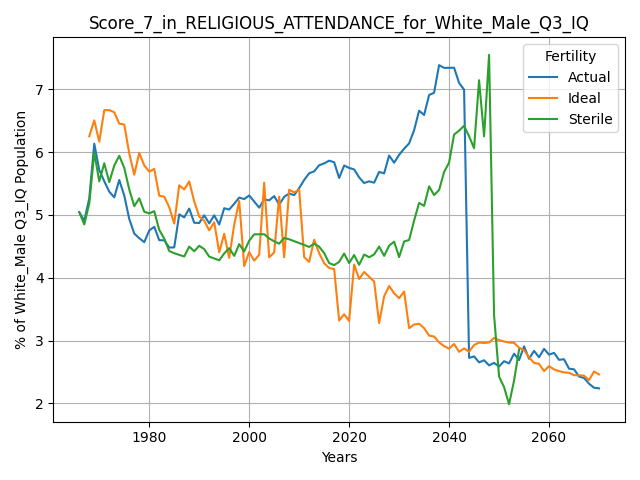 Score_7_in_RELIGIOUS_ATTENDANCE_for_White_Male_Q3_IQ
% of White_Male Q3_IQ Population
7
6
5
4
3
2
Fertility
Actual
Ideal
Sterile
1980
2000
2020
2040
2060
Years